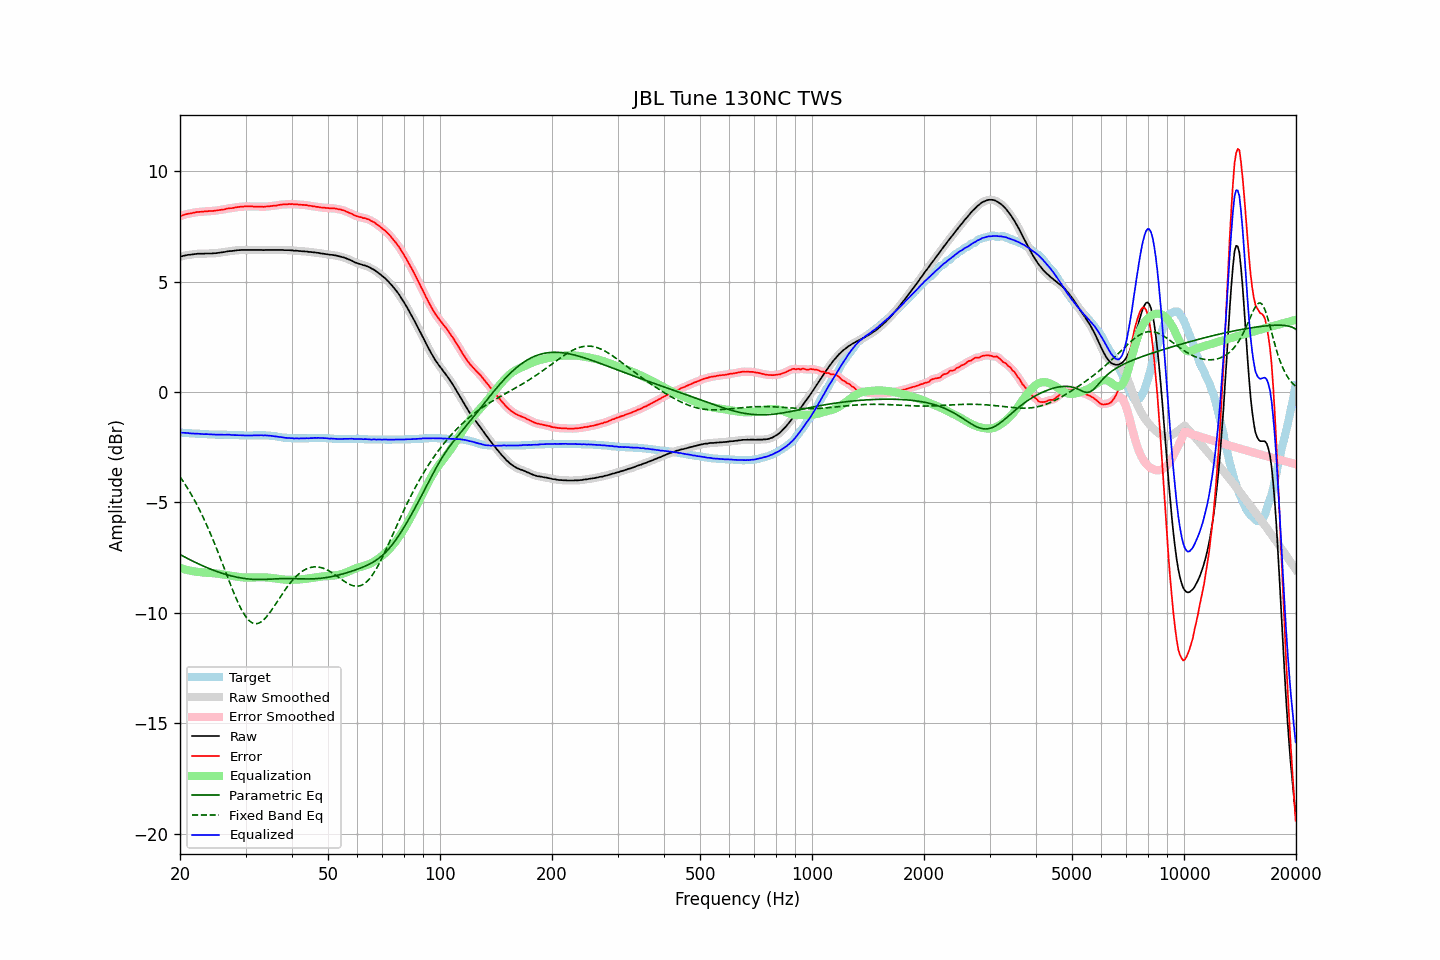 JBL Tune 130NC TWS
10
5
0
−5
−10
−15
−20
Amplitude (dBr)
Target
Raw Smoothed
Error Smoothed
Raw
Error
Equalization
Parametric Eq
Fixed Band Eq
Equalized
20 50 100 200 500 1000 2000 5000 10000 20000
Frequency (Hz)